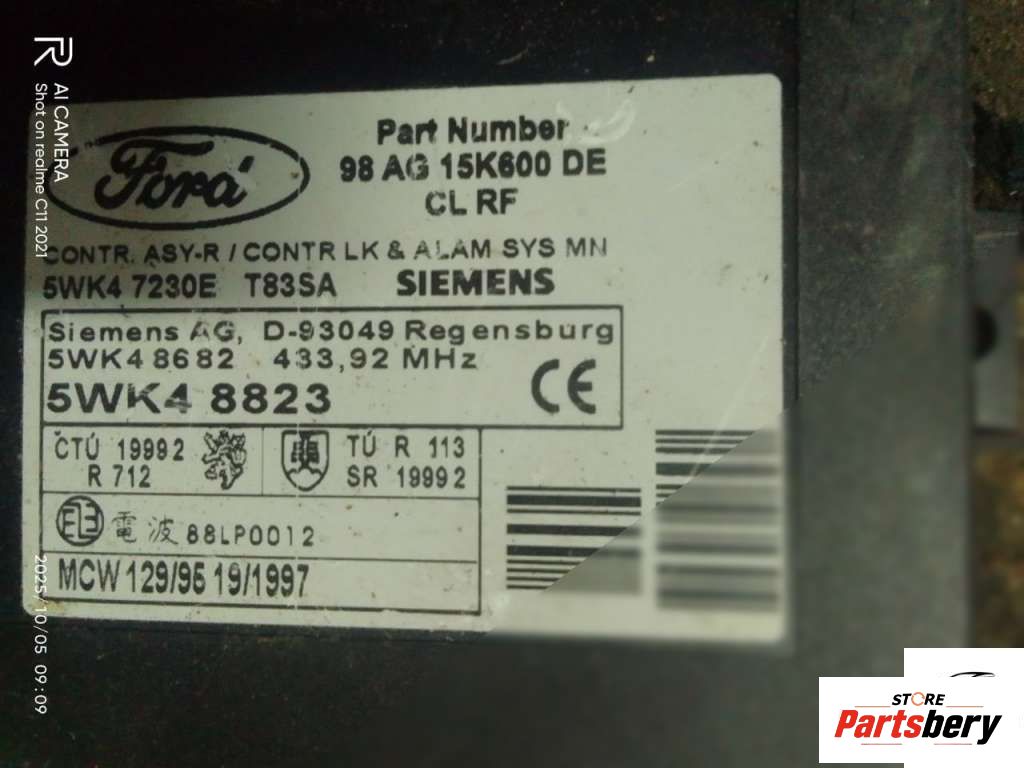 AI CAMERA
Shot on realme C11 2021
2025/10/05 09:09
Ford
Part Number
98 AG 15K600 DE
CL RF
CONTR. ASY-R / CONTR LK & ALAM SYS MN
5WK4 7230E T83SA SIEMENS
Siemens AG, D-93049 Regensburg
5WK4 8682 433,92 MHz
5WK4 8823
CE
ČTÚ 1999 2
R 712
TÚ R 113
SR 1999 2
電波 88LP0012
MCW 129/95 19/1997
STORE
Partsbery